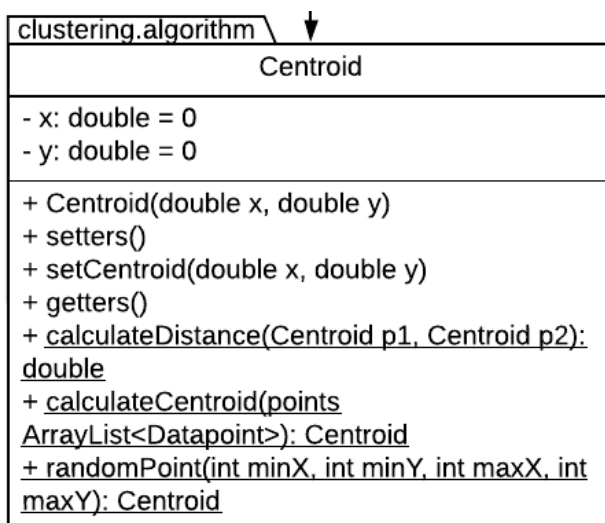 clustering.algorithm
Centroid
- x: double = 0
- y: double = 0
+ Centroid(double x, double y)
+ setters()
+ setCentroid(double x, double y)
+ getters()
+ calculateDistance(Centroid p1, Centroid p2):
double
+ calculateCentroid(points
ArrayList<Datapoint>): Centroid
+ randomPoint(int minX, int minY, int maxX, int
maxY): Centroid